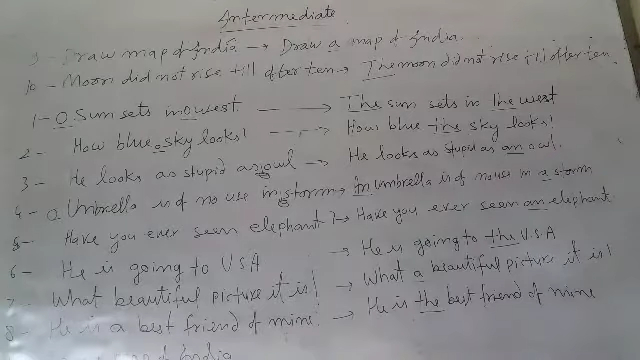 Intermediate
9 - Draw map of India → Draw a map of India.
10 - Moon did not rise till after ten → The moon did not rise till after ten.
1 - o Sun sets in o west → The sun sets in the west
2 - How blue o sky looks! → How blue the sky looks!
3 - He looks as stupid as owl → He looks as stupid as an owl.
4 - o Umbrella is of no use in storm → An umbrella is of no use in a storm
5 - Have you ever seen elephant? → Have you ever seen an elephant
6 - He is going to U.S.A → He is going to the U.S.A
7 - What beautiful picture it is! → What a beautiful picture it is!
8 - He is a best friend of mine → He is the best friend of mine
of India